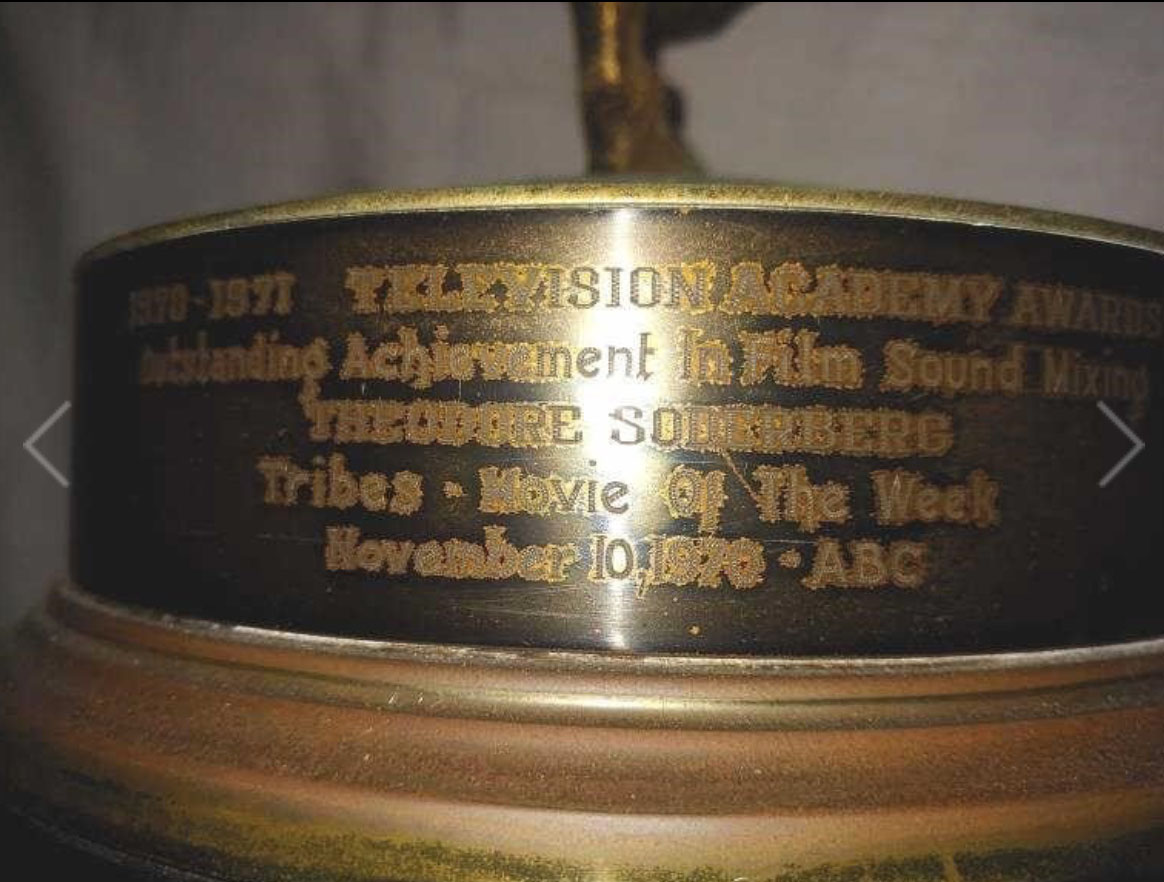 1970-1971 TELEVISION ACADEMY AWARDS
Outstanding Achievement In Film Sound Mixing
THEODORE SODERBERG
Tribes · Movie Of The Week
November 10, 1970 · ABC